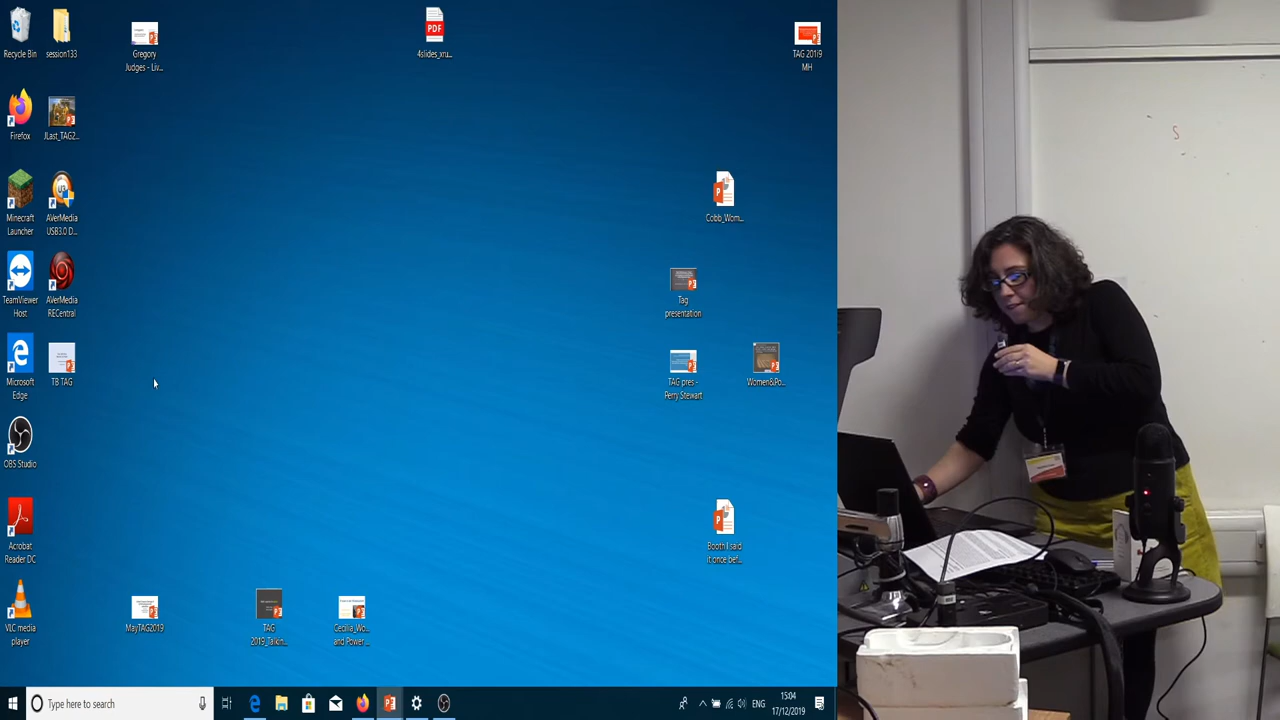 Recycle Bin
session133
Gregory
Judges - Liv...
PDF
4slides_xru...
TAG 2019
MH
Firefox
JLast_TAG2...
Minecraft
Launcher
AVerMedia
USB3.0 D...
Cobb_Wom...
TeamViewer
Host
AVerMedia
RECentral
Tag
presentation
Microsoft
Edge
TB TAG
TAG pres -
Perry Stewart
Women&Po...
OBS Studio
Acrobat
Reader DC
Booth I said
it once bef...
VLC media
player
MayTAG2019
TAG
2019_Talkin...
Cecilia_Wo...
and Power ...
Type here to search
ENG
15:04
17/12/2019
S